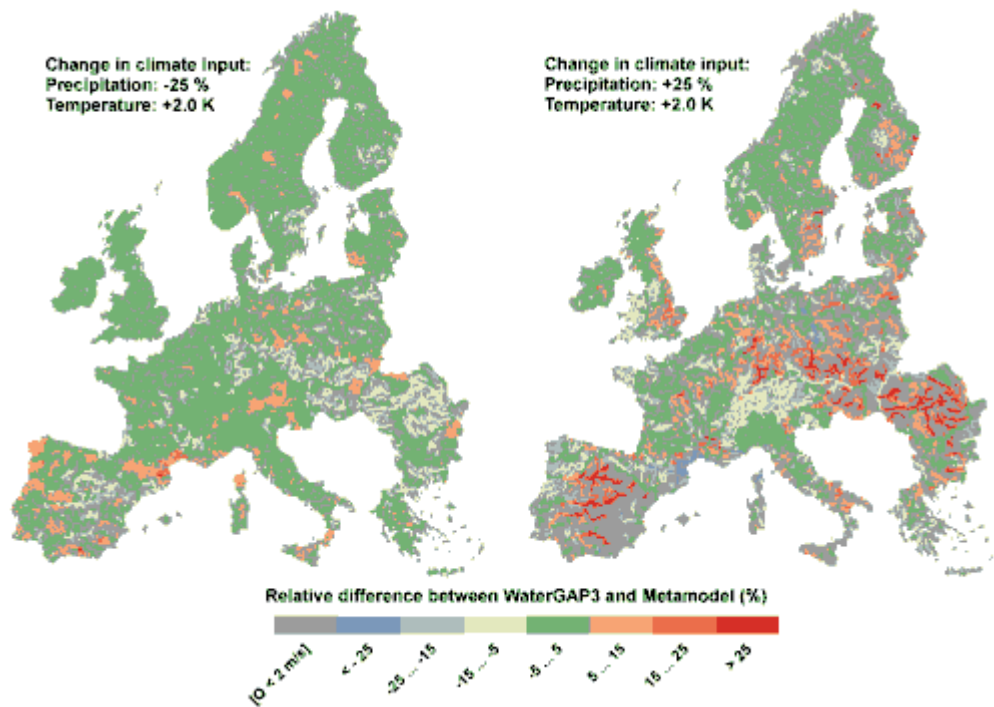 Change in climate input:
Precipitation: -25 %
Temperature: +2.0 K
Change in climate input:
Precipitation: +25 %
Temperature: +2.0 K
Relative difference between WaterGAP3 and Metamodel (%)
[Q < 2 m/s]
< - 25
-25 ... -15
-15 ... -5
-5 ... 5
5 ... 15
15 ... 25
> 25